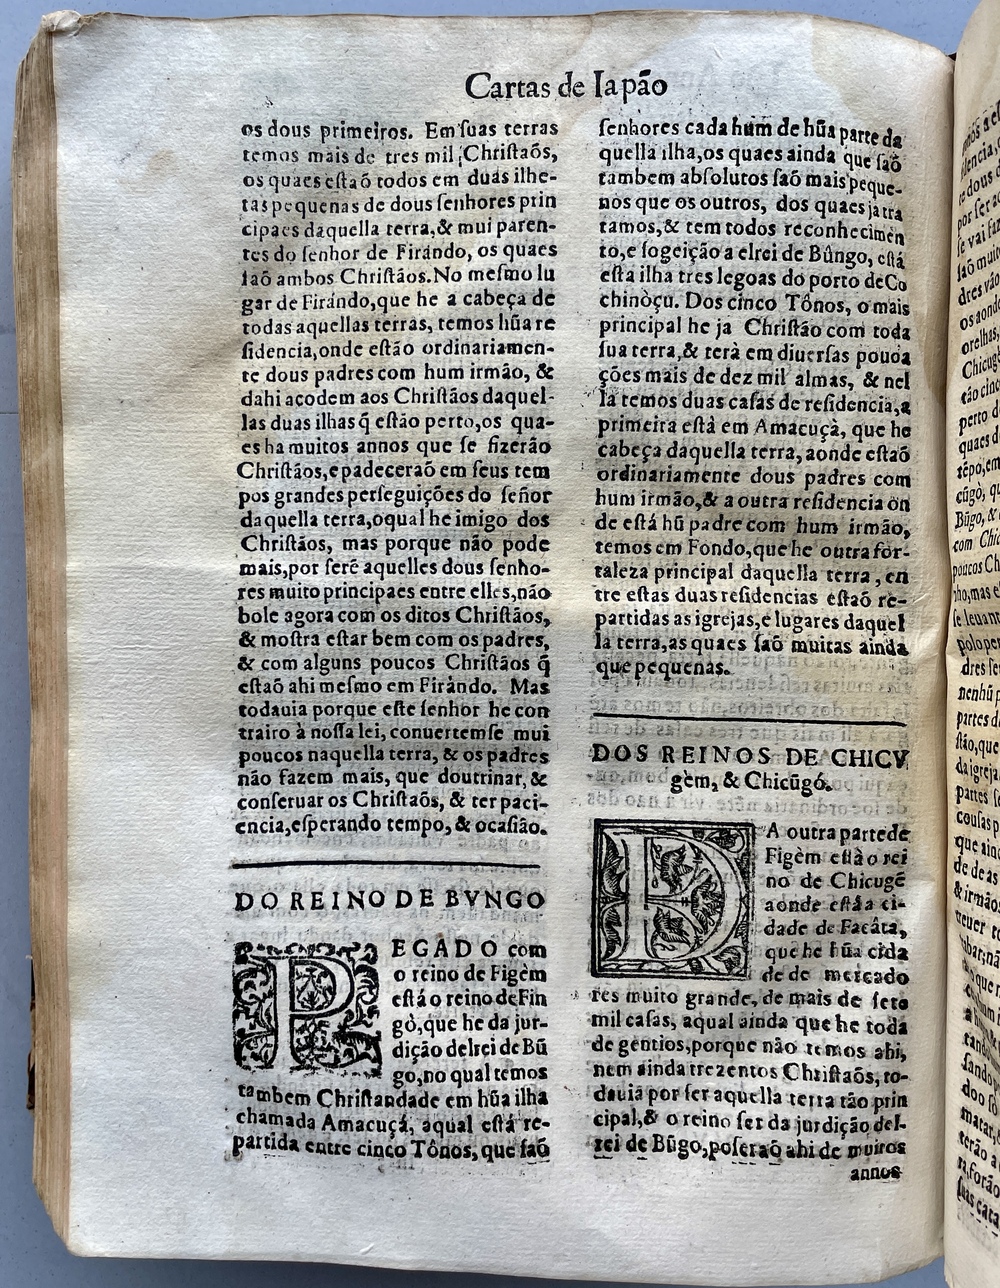 Cartas de Iapão
os dous primeiros. Em suas terras
temos mais de tres mil Christaõs,
os quaes estaõ todos em duas ilhe-
tas pequenas de dous senhores prin
cipaes daquella terra, & mui paren-
tes do senhor de Firándo, os quaes
saõ ambos Christãos. No mesmo lu
gar de Firándo, que he a cabeça de
todas aquellas terras, temos hũa re
sidencia, onde estão ordinariamen-
te dous padres com hum irmão, &
dahi acodem aos Christãos daquel-
las duas ilhas q̃ estão perto, os qua-
es ha muitos annos que se fizerão
Christãos, e padeceraõ em seus tem
pos grandes perseguições do señor
daquella terra, oqual he imigo dos
Christãos, mas porque não pode
mais, por serẽ aquelles dous senho-
res muito principaes entre elles, não
bole agora com os ditos Christãos,
& mostra estar bem com os padres,
& com alguns poucos Christãos q̃
estaõ ahi mesmo em Firàndo. Mas
todauia porque este senhor he con
trairo à nossa lei, conuertemse mui
poucos naquella terra, & os padres
não fazem mais, que doutrinar, &
conseruar os Christaõs, & ter paci-
encia, esperando tempo, & ocasião.
DO REINO DE BVNGO
PEGADO com
o reino de Figèm
està o reino de Fin
gò, que he da jur-
dição delrei de Bũ
go, no qual temos
tambem Christandade em hũa ilha
chamada Amacuçá, aqual está re-
partida entre cinco Tônos, que saõ
senhores cada hum de hũa parte da
quella ilha, os quaes ainda que saõ
tambem absolutos saõ mais peque-
nos que os outros, dos quaes ja tra
tamos, & tem todos reconhecimen
to, e sogeição a elrei de Bûngo, está
esta ilha tres legoas do porto de Co
chinòçu. Dos cinco Tônos, o mais
principal he ja Christão com toda
sua terra, & terà em diuersas pouoa
ções mais de dez mil almas, & nel
la temos duas casas de residencia, a
primeira está em Amacuçà, que he
cabeça daquella terra, aonde estaõ
ordinariamente dous padres com
hum irmão, & a outra residencia on
de está hũ padre com hum irmão,
temos em Fondo, que he outra for-
taleza principal daquella terra, en
tre estas duas residencias estaõ re-
partidas as igrejas, e lugares daquel
la terra, as quaes saõ muitas ainda
que pequenas.
DOS REINOS DE CHICV
gèm, & Chicũgó.
DA outra parte de
Figèm està o rei
no de Chicugẽ
aonde està a ci-
dade de Facâta,
que he hũa cida
de de mercado
res muito grande, de mais de sete
mil casas, aqual ainda que he toda
de gentios, porque não temos ahi,
nem ainda trezentos Christaõs, to-
dauia por ser aquella terra tão prin
cipal, & o reino ser da jurdição del-
rei de Bũgo, poseraõ ahi de muitos
annos